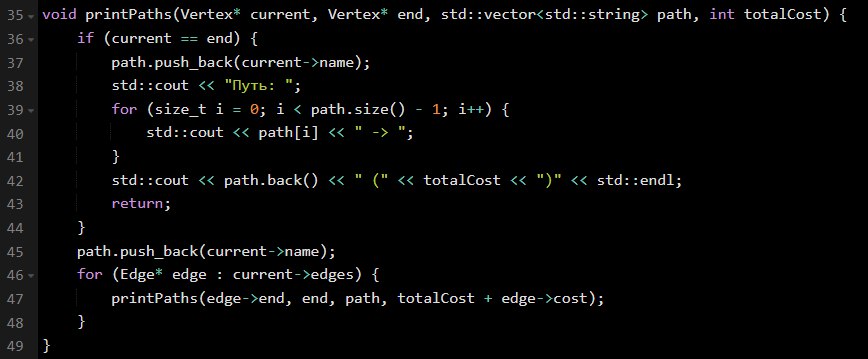 35 void printPaths(Vertex* current, Vertex* end, std::vector<std::string> path, int totalCost) {
36     if (current == end) {
37         path.push_back(current->name);
38         std::cout << "Путь: ";
39         for (size_t i = 0; i < path.size() - 1; i++) {
40             std::cout << path[i] << " -> ";
41         }
42         std::cout << path.back() << " (" << totalCost << ")" << std::endl;
43         return;
44     }
45     path.push_back(current->name);
46     for (Edge* edge : current->edges) {
47         printPaths(edge->end, end, path, totalCost + edge->cost);
48     }
49 }